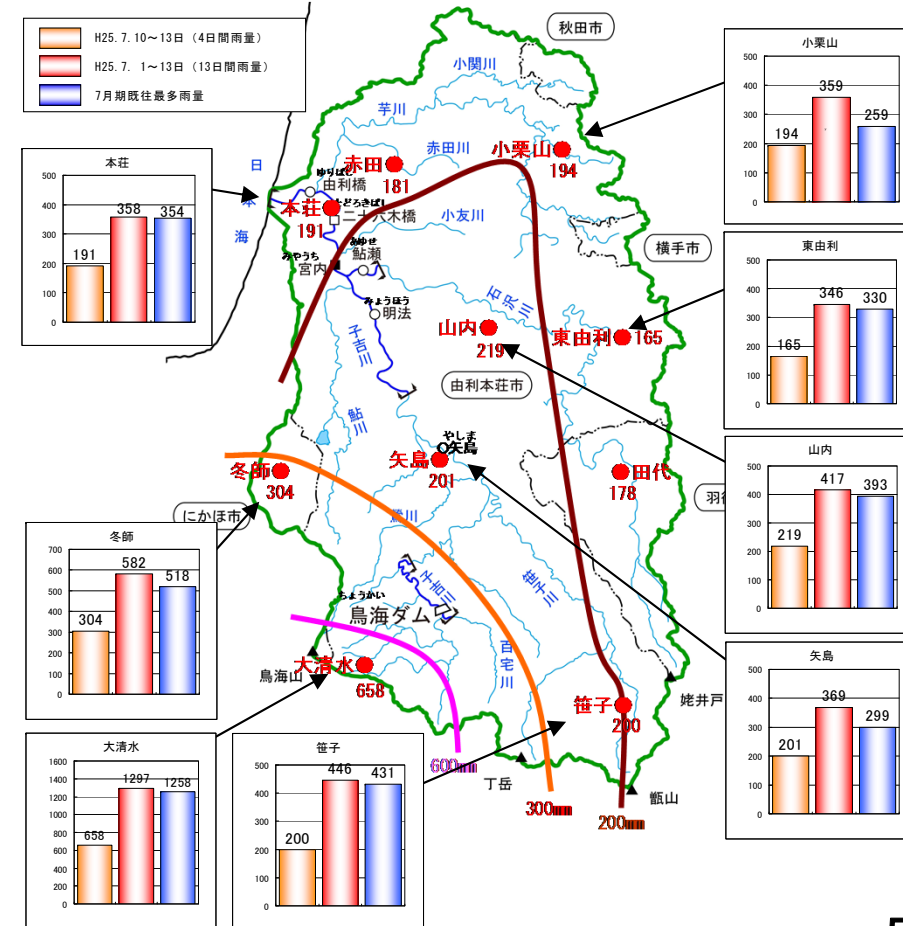 H25.7.10～13日（4日間雨量）
H25.7. 1～13日（13日間雨量）
7月期既往最多雨量
秋田市
小関川
芋川
赤田川
小栗山
194
赤田
181
日本海
ゆりばし
由利橋
本荘
191
とどろきばし
二十六木橋
小友川
横手市
みやうち
宮内
あゆせ
鮎瀬
みょうほう
明法
石沢川
子吉川
山内
219
東由利
165
由利本荘市
鮎川
やしま
矢島
矢島
201
冬師
304
田代
178
にかほ市
鶯川
子吉川
笹子川
ちょうかい
鳥海ダム
百宅川
鳥海山
大清水
658
笹子
200
姥井戸
丁岳
甑山
600mm
300mm
200mm
本荘
500
400
300
200
100
0
191
358
354
小栗山
500
400
300
200
100
0
194
359
259
東由利
500
400
300
200
100
0
165
346
330
山内
500
400
300
200
100
0
219
417
393
矢島
500
400
300
200
100
0
201
369
299
冬師
700
600
500
400
300
200
100
0
304
582
518
大清水
1600
1400
1200
1000
800
600
400
200
0
658
1297
1258
笹子
500
400
300
200
100
0
200
446
431